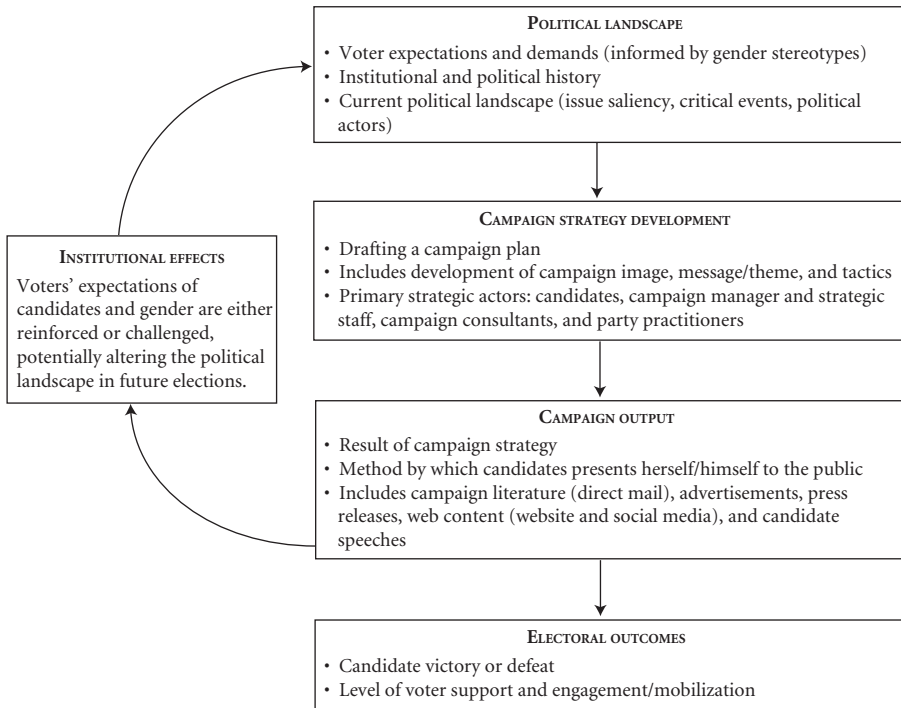 POLITICAL LANDSCAPE
• Voter expectations and demands (informed by gender stereotypes)
• Institutional and political history
• Current political landscape (issue saliency, critical events, political
actors)
CAMPAIGN STRATEGY DEVELOPMENT
• Drafting a campaign plan
• Includes development of campaign image, message/theme, and tactics
• Primary strategic actors: candidates, campaign manager and strategic
staff, campaign consultants, and party practitioners
INSTITUTIONAL EFFECTS
Voters' expectations of
candidates and gender are either
reinforced or challenged,
potentially altering the political
landscape in future elections.
CAMPAIGN OUTPUT
• Result of campaign strategy
• Method by which candidates presents herself/himself to the public
• Includes campaign literature (direct mail), advertisements, press
releases, web content (website and social media), and candidate
speeches
ELECTORAL OUTCOMES
• Candidate victory or defeat
• Level of voter support and engagement/mobilization